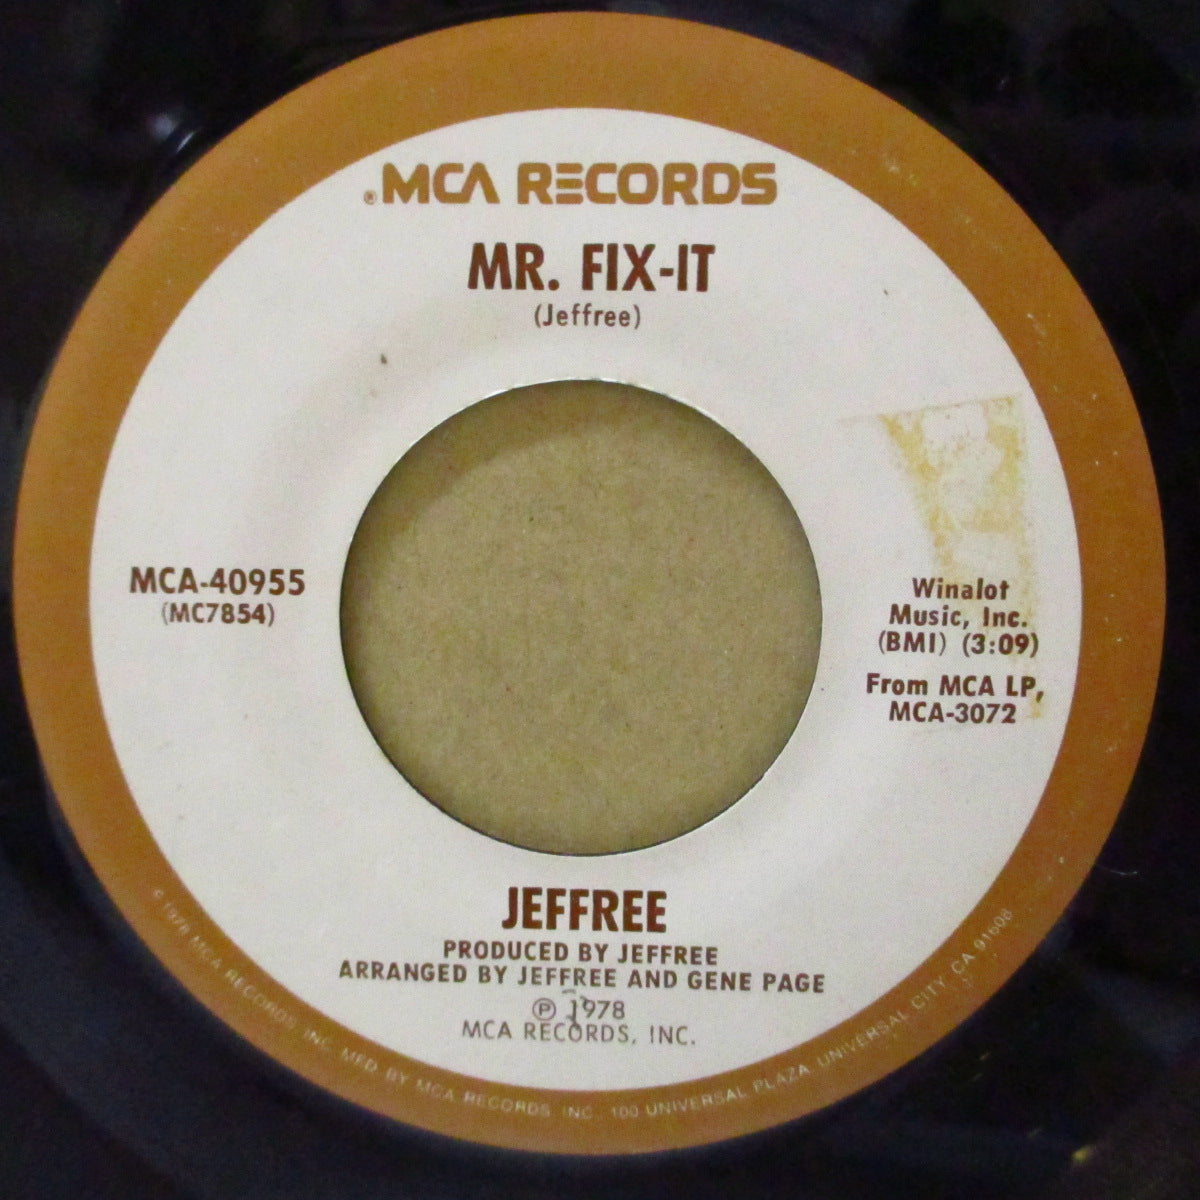 ® MCA RECORDS
MR. FIX-IT
(Jeffree)
MCA-40955
(MC7854)
Winalot
Music, Inc.
(BMI) (3:09)
From MCA LP,
MCA-3072
JEFFREE
PRODUCED BY JEFFREE
ARRANGED BY JEFFREE AND GENE PAGE
℗ 1978
MCA RECORDS, INC.
© 1978 MCA RECORDS, INC. MFD BY MCA RECORDS, INC. 100 UNIVERSAL PLAZA UNIVERSAL CITY, CA 91608